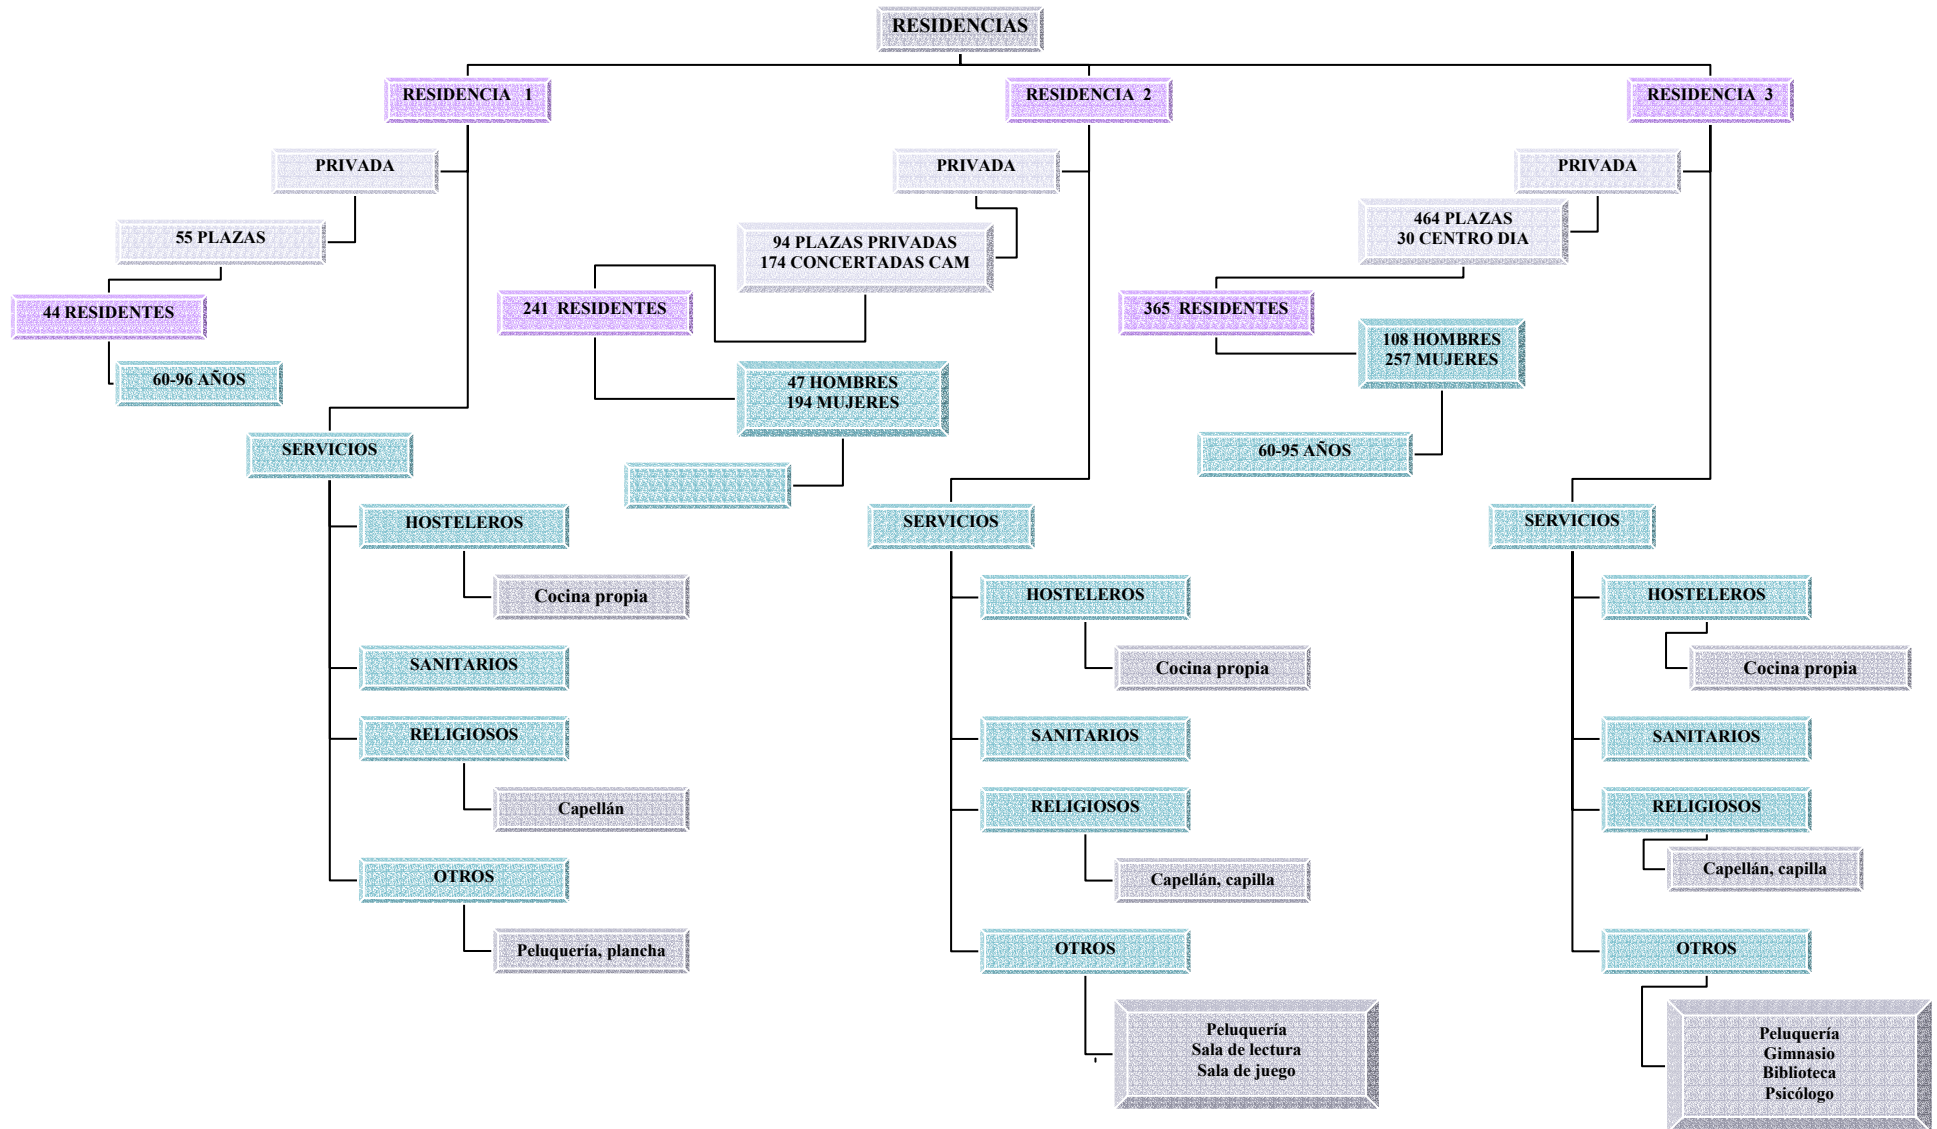 RESIDENCIAS
RESIDENCIA 1
RESIDENCIA 2
RESIDENCIA 3
PRIVADA
PRIVADA
PRIVADA
55 PLAZAS
94 PLAZAS PRIVADAS
174 CONCERTADAS CAM
464 PLAZAS
30 CENTRO DIA
44 RESIDENTES
241 RESIDENTES
365 RESIDENTES
60-96 AÑOS
47 HOMBRES
194 MUJERES
108 HOMBRES
257 MUJERES
60-95 AÑOS
SERVICIOS
HOSTELEROS
Cocina propia
SANITARIOS
RELIGIOSOS
Capellán
OTROS
Peluquería, plancha
SERVICIOS
HOSTELEROS
Cocina propia
SANITARIOS
RELIGIOSOS
Capellán, capilla
OTROS
Peluquería
Sala de lectura
Sala de juego
SERVICIOS
HOSTELEROS
Cocina propia
SANITARIOS
RELIGIOSOS
Capellán, capilla
OTROS
Peluquería
Gimnasio
Biblioteca
Psicólogo